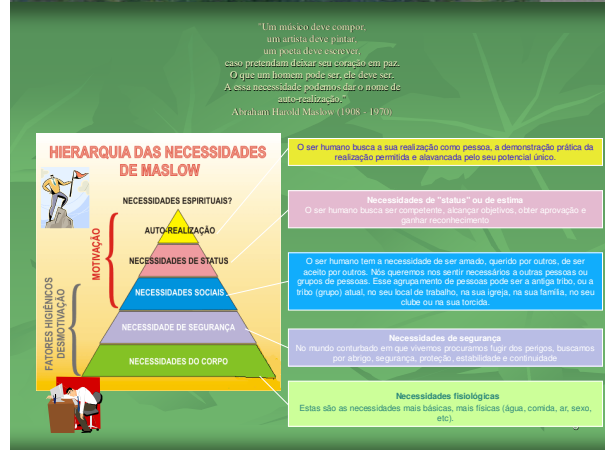 "Um músico deve compor,
um artista deve pintar,
um poeta deve escrever,
caso pretendam deixar seu coração em paz.
O que um homem pode ser, ele deve ser.
A essa necessidade podemos dar o nome de
auto-realização."
Abraham Harold Maslow (1908 - 1970)
HIERARQUIA DAS NECESSIDADES
DE MASLOW
NECESSIDADES ESPIRITUAIS?
AUTO-REALIZAÇÃO
NECESSIDADES DE STATUS
NECESSIDADES SOCIAIS
NECESSIDADE DE SEGURANÇA
NECESSIDADES DO CORPO
MOTIVAÇÃO
FATORES HIGIÊNICOS
DESMOTIVAÇÃO
O ser humano busca a sua realização como pessoa, a demonstração prática da
realização permitida e alavancada pelo seu potencial único.
Necessidades de "status" ou de estima
O ser humano busca ser competente, alcançar objetivos, obter aprovação e
ganhar reconhecimento
O ser humano tem a necessidade de ser amado, querido por outros, de ser
aceito por outros. Nós queremos nos sentir necessários a outras pessoas ou
grupos de pessoas. Esse agrupamento de pessoas pode ser a antiga tribo, ou a
tribo (grupo) atual, no seu local de trabalho, na sua igreja, na sua família, no seu
clube ou na sua torcida.
Necessidades de segurança
No mundo conturbado em que vivemos procuramos fugir dos perigos, buscamos
por abrigo, segurança, proteção, estabilidade e continuidade
Necessidades fisiológicas
Estas são as necessidades mais básicas, mais físicas (água, comida, ar, sexo,
etc).